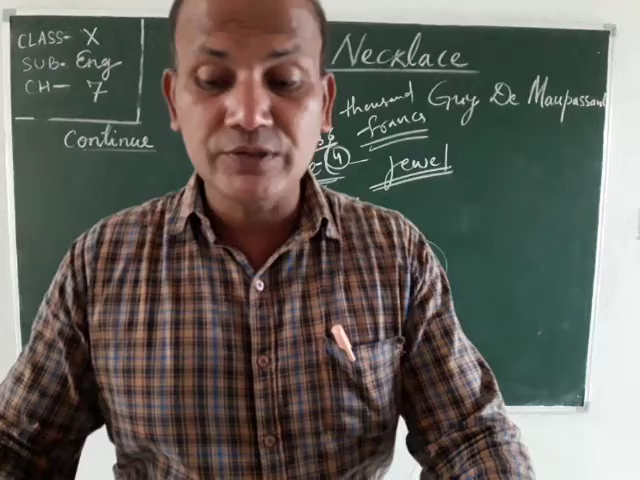 CLASS- X
SUB- Eng
CH- 7
Continue
Necklace
Guy De Maupassant
thousand
francs
4
jewel